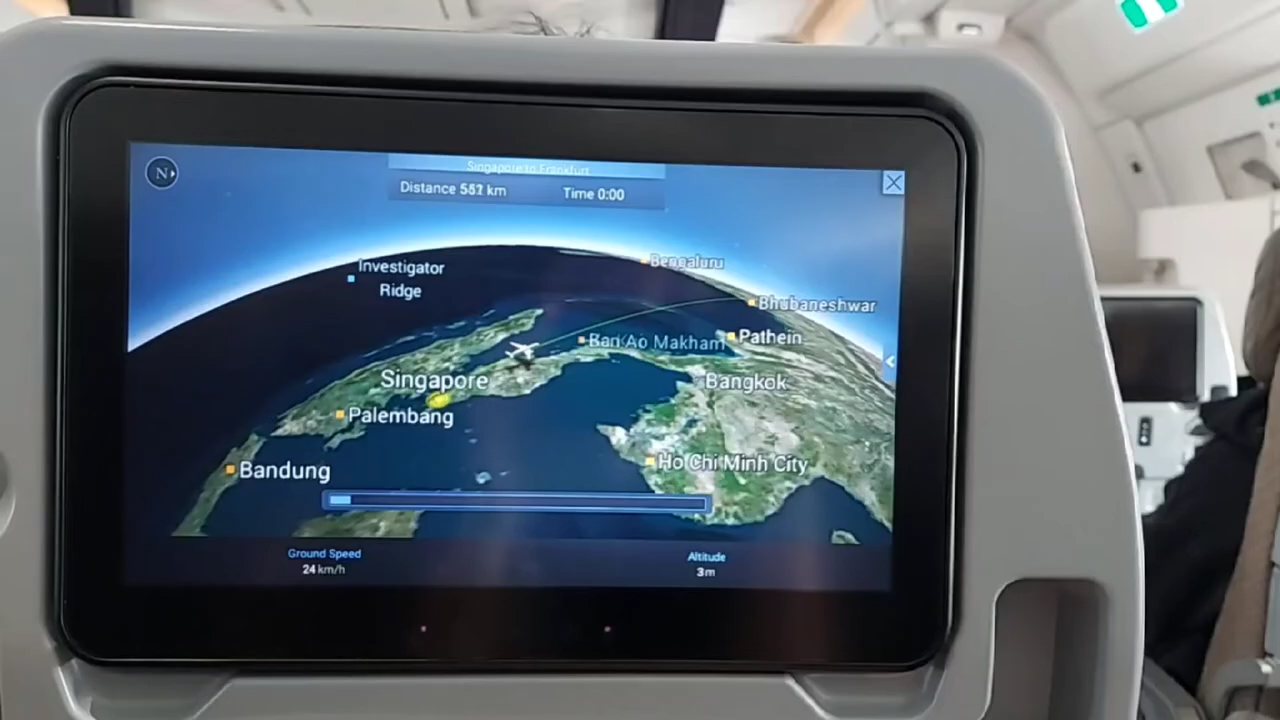 N
Singapore to Frankfurt
Distance 552 km Time 0:00
Investigator
Ridge
Bengaluru
Bhubaneshwar
Ban Ao Makham
Pathein
Singapore
Bangkok
Palembang
Ho Chi Minh City
Bandung
Ground Speed
24 km/h
Altitude
3m